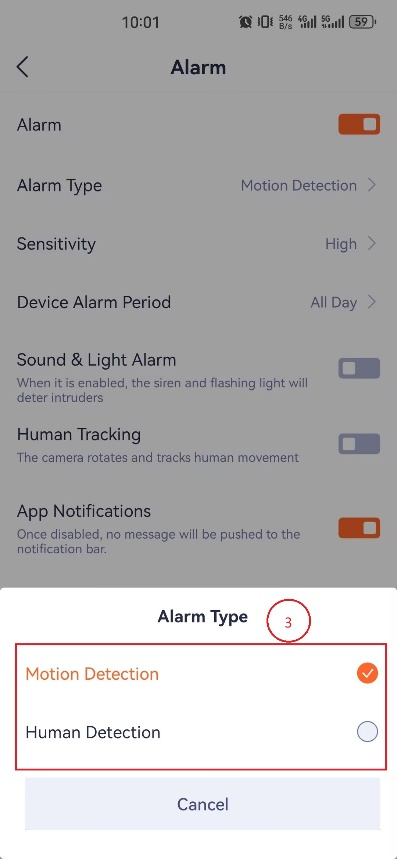 10:01
546 B/s 4G 5G 59
Alarm
Alarm
Alarm Type Motion Detection
Sensitivity High
Device Alarm Period All Day
Sound & Light Alarm
When it is enabled, the siren and flashing light will
deter intruders
Human Tracking
The camera rotates and tracks human movement
App Notifications
Once disabled, no message will be pushed to the
notification bar.
Alarm Type
3
Motion Detection
Human Detection
Cancel